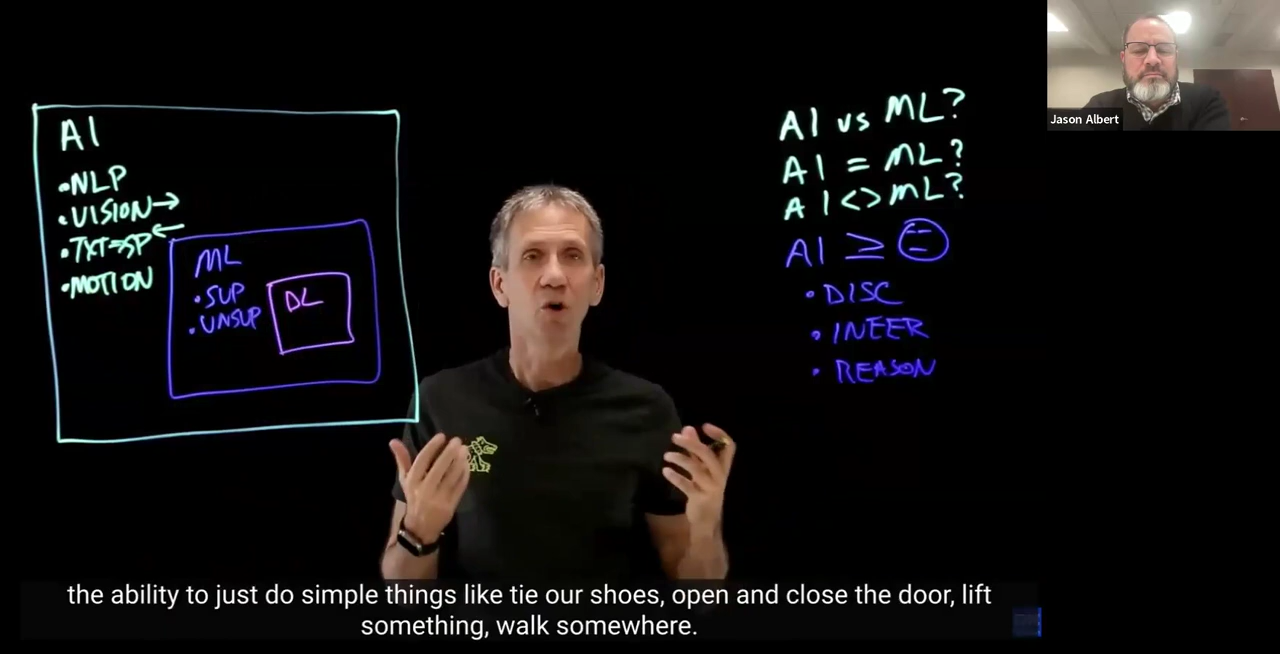 Jason Albert
AI
•NLP
•VISION→
•TXT⇒SP←
•MOTION
ML
•SUP
•UNSUP
DL
AI vs ML?
AI = ML?
AI <> ML?
AI ≥
•DISC
•INEER
•REASON
the ability to just do simple things like tie our shoes, open and close the door, lift
something, walk somewhere.